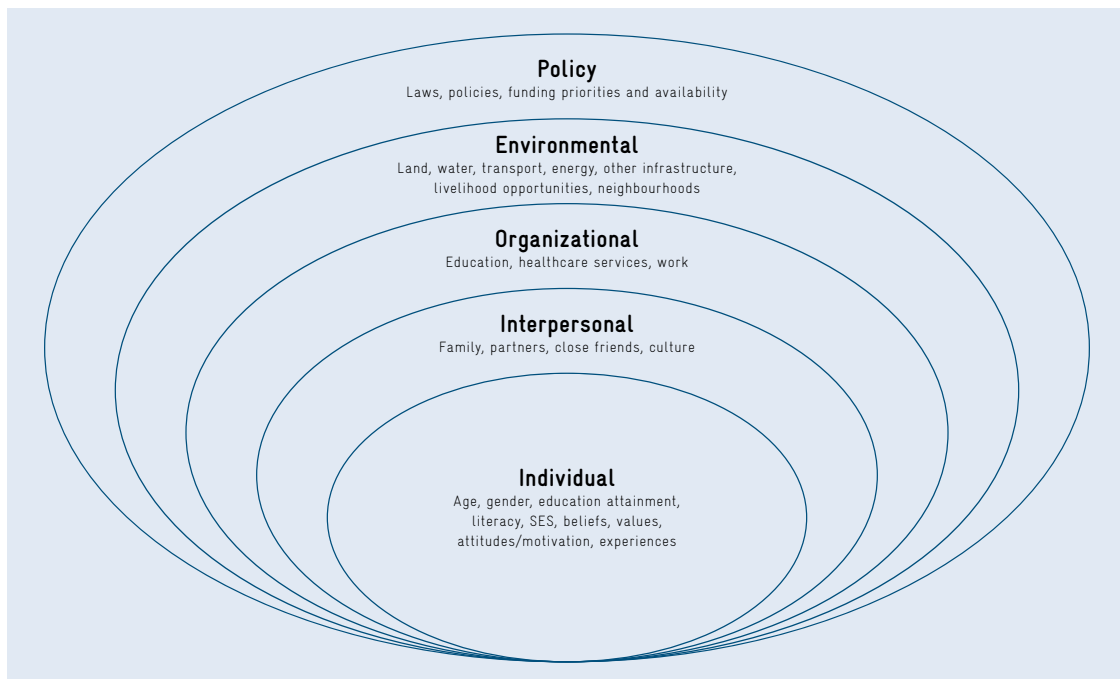 Policy
Laws, policies, funding priorities and availability
Environmental
Land, water, transport, energy, other infrastructure,
livelihood opportunities, neighbourhoods
Organizational
Education, healthcare services, work
Interpersonal
Family, partners, close friends, culture
Individual
Age, gender, education attainment,
literacy, SES, beliefs, values,
attitudes/motivation, experiences